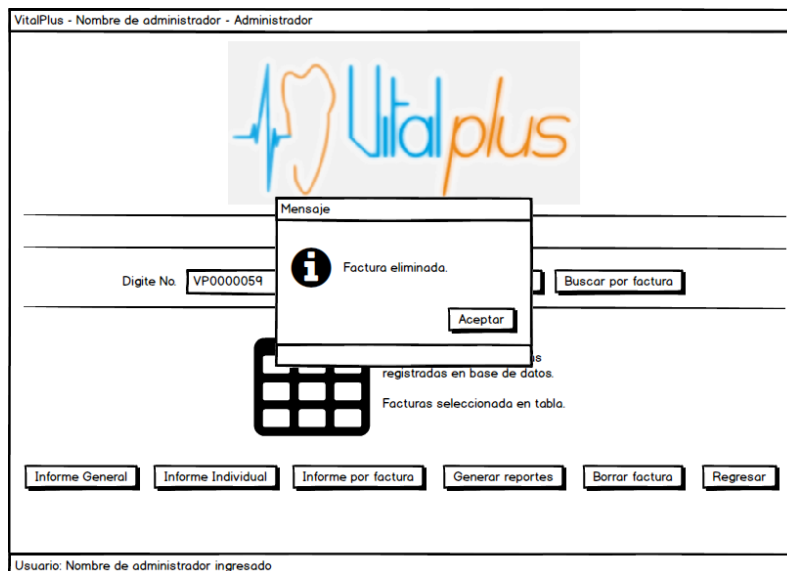 VitalPlus - Nombre de administrador - Administrador
Vitalplus
Mensaje
Factura eliminada.
Aceptar
Digite No. VP0000059 Buscar por factura
registradas en base de datos.
Facturas seleccionada en tabla.
Informe General Informe Individual Informe por factura Generar reportes Borrar factura Regresar
Usuario: Nombre de administrador ingresado